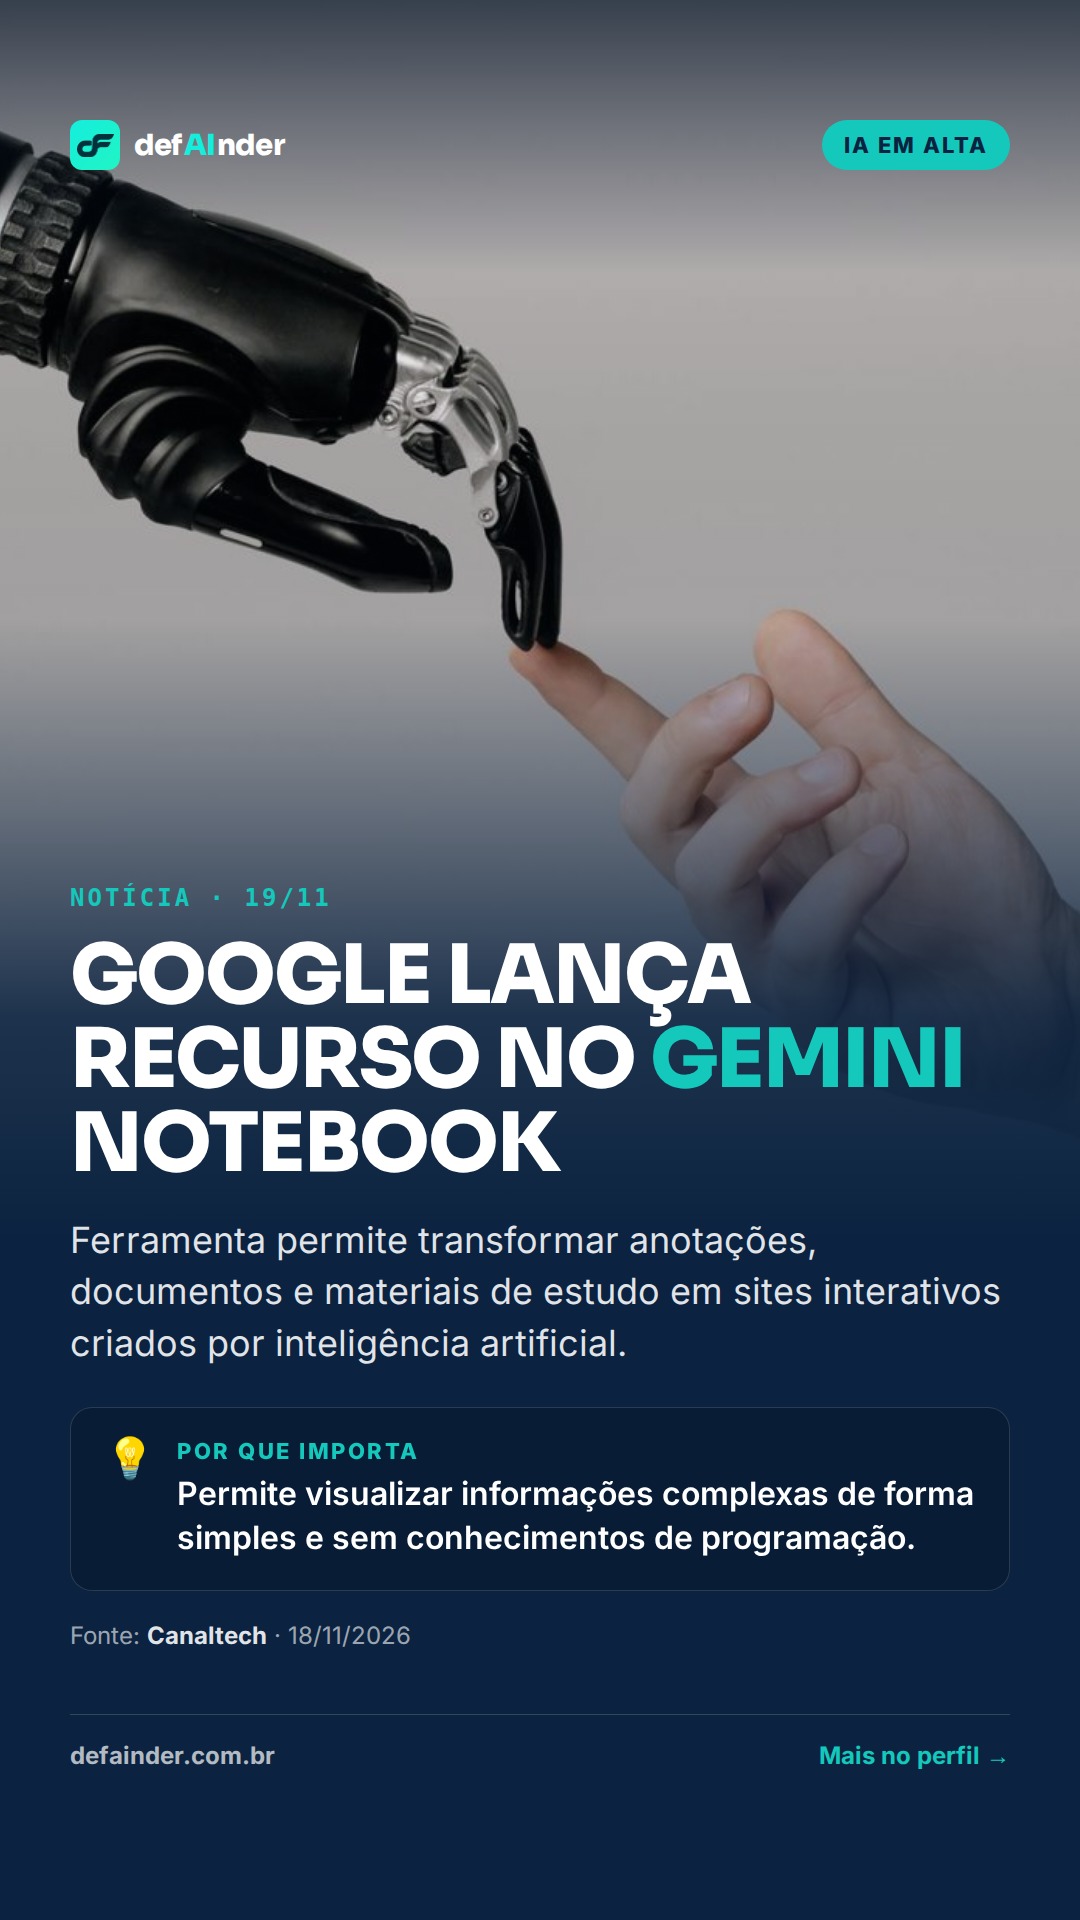 defAInder
IA EM ALTA
NOTÍCIA · 19/11
GOOGLE LANÇA
RECURSO NO GEMINI
NOTEBOOK
Ferramenta permite transformar anotações,
documentos e materiais de estudo em sites interativos
criados por inteligência artificial.
POR QUE IMPORTA
Permite visualizar informações complexas de forma
simples e sem conhecimentos de programação.
Fonte: Canaltech · 18/11/2026
defainder.com.br
Mais no perfil →